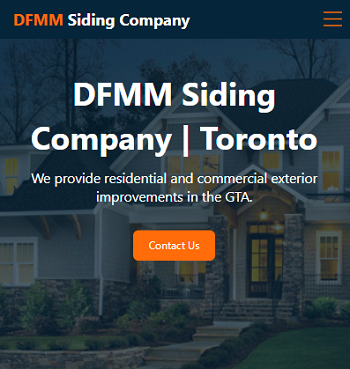 DFMM Siding Company
DFMM Siding
Company | Toronto
We provide residential and commercial exterior
improvements in the GTA.
Contact Us